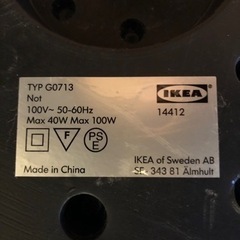 TYP G0713
Not
100V~ 50-60Hz
Max 40W Max 100W
F
PS
E
Made in China
IKEA
14412
IKEA of Sweden AB
SE- 343 81 Älmhult